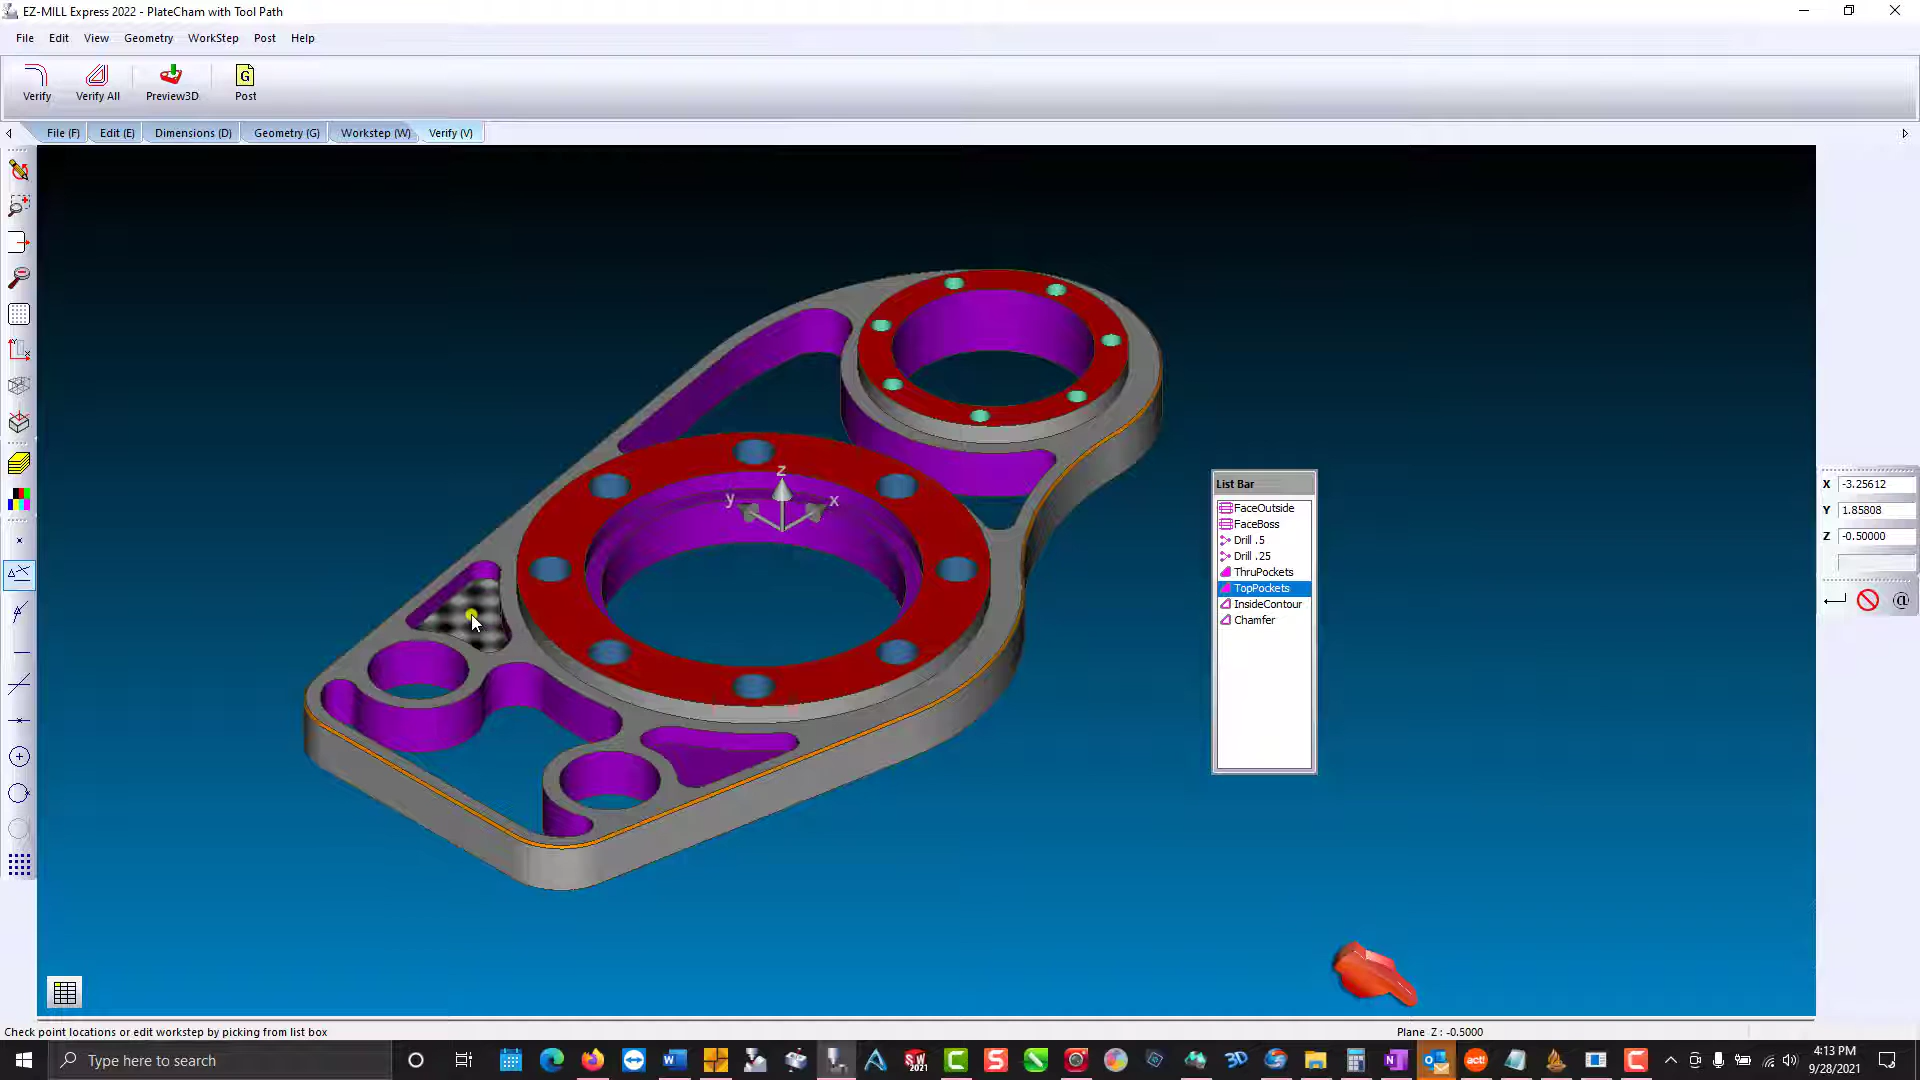 EZ-MILL Express 2022 - PlateCham with Tool Path
File Edit View Geometry WorkStep Post Help
Verify Verify All Preview3D Post
G
File (F) Edit (E) Dimensions (D) Geometry (G) Workstep (W) Verify (V)
z
y x
List Bar
FaceOutside
FaceBoss
Drill .5
Drill .25
ThruPockets
TopPockets
InsideContour
Chamfer
X -3.25612
Y 1.85808
Z -0.50000
@
Check point locations or edit workstep by picking from list box
Plane Z : -0.5000
Type here to search
4:13 PM
9/28/2021